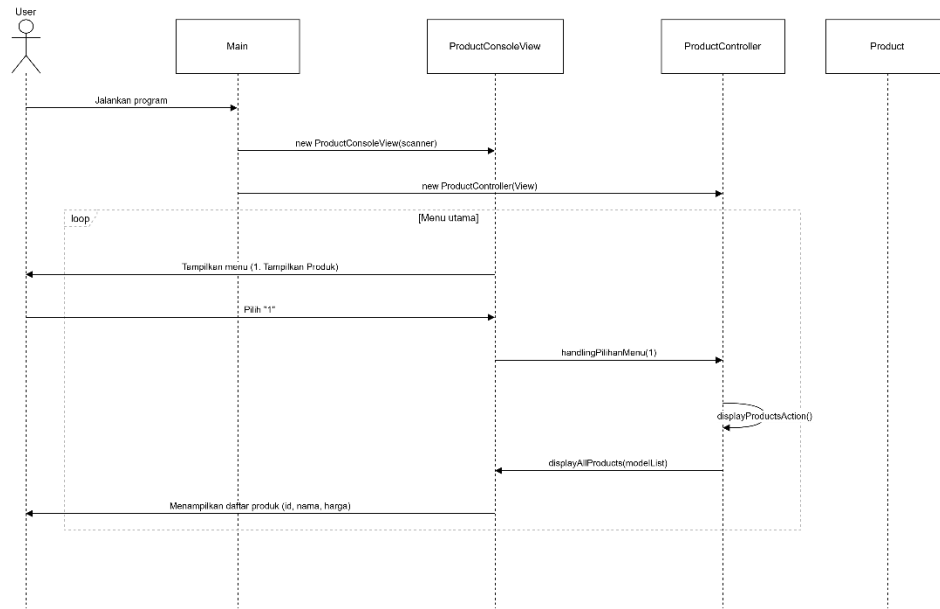 User
Main
ProductConsoleView
ProductController
Product
Jalankan program
new ProductConsoleView(scanner)
new ProductController(View)
loop
[Menu utama]
Tampilkan menu (1. Tampilkan Produk)
Pilih "1"
handlingPilihanMenu(1)
displayProductsAction()
displayAllProducts(modelList)
Menampilkan daftar produk (id, nama, harga)